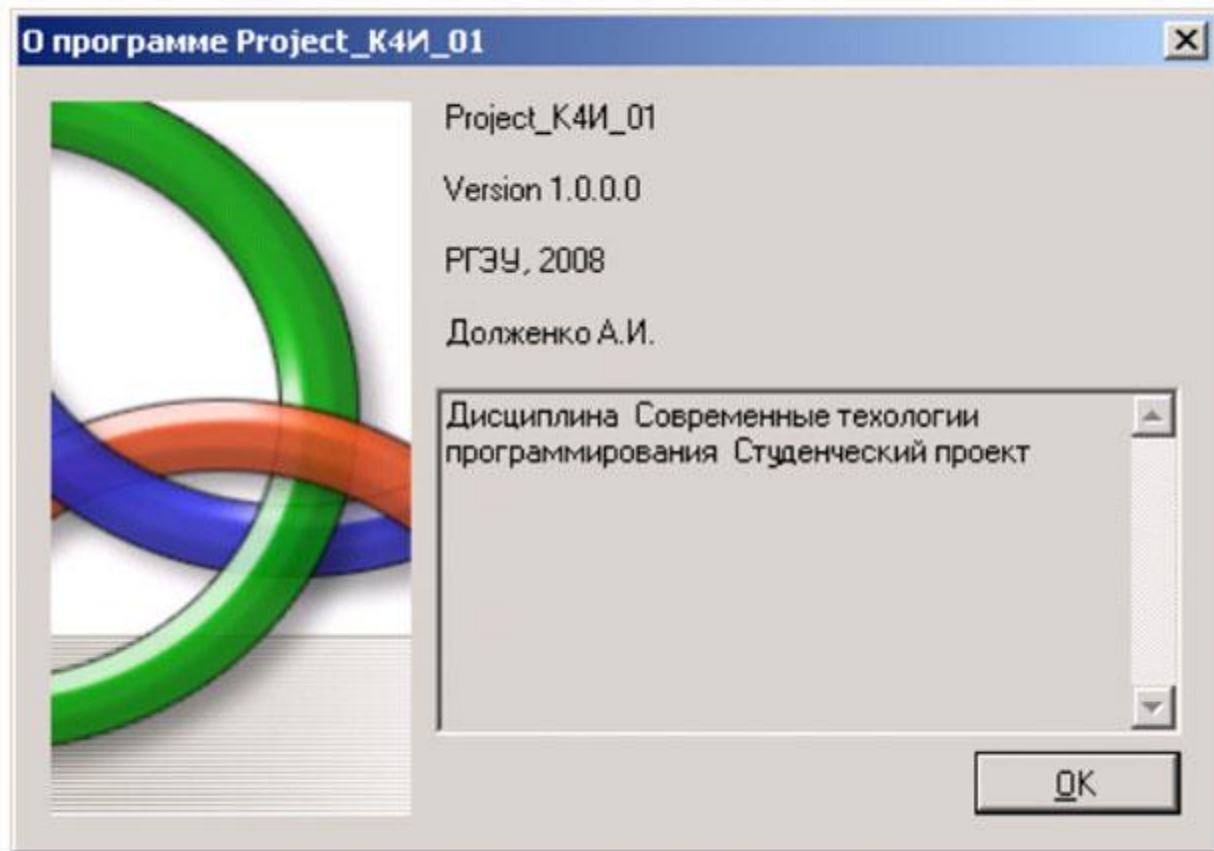 О программе Project_К4И_01
Project_К4И_01
Version 1.0.0.0
РГЭУ, 2008
Долженко А.И.
Дисциплина Современные техологии
программирования Студенческий проект
OK